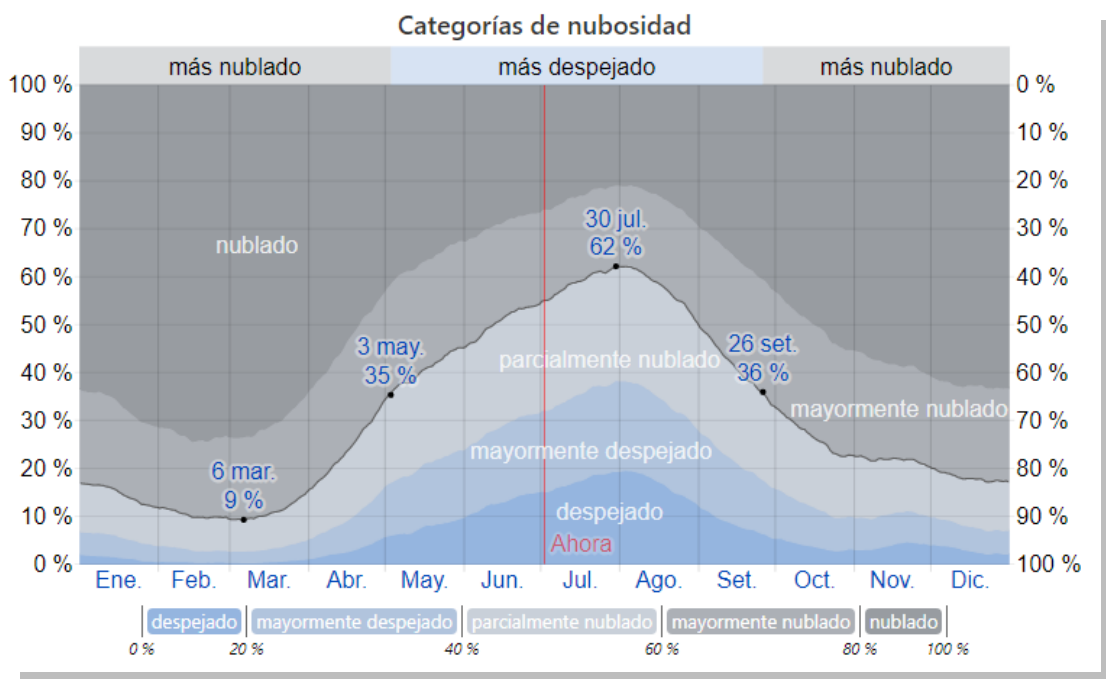 Categorías de nubosidad
más nublado más despejado más nublado
100 % 0 %
90 % 10 %
80 % 20 %
70 % 30 %
60 % 40 %
50 % 50 %
40 % 60 %
30 % 70 %
20 % 80 %
10 % 90 %
0 % 100 %
nublado
30 jul.
62 %
3 may.
35 %
parcialmente nublado
26 set.
36 %
mayormente nublado
6 mar.
9 %
mayormente despejado
despejado
Ahora
Ene. Feb. Mar. Abr. May. Jun. Jul. Ago. Set. Oct. Nov. Dic.
despejado mayormente despejado parcialmente nublado mayormente nublado nublado
0 % 20 % 40 % 60 % 80 % 100 %